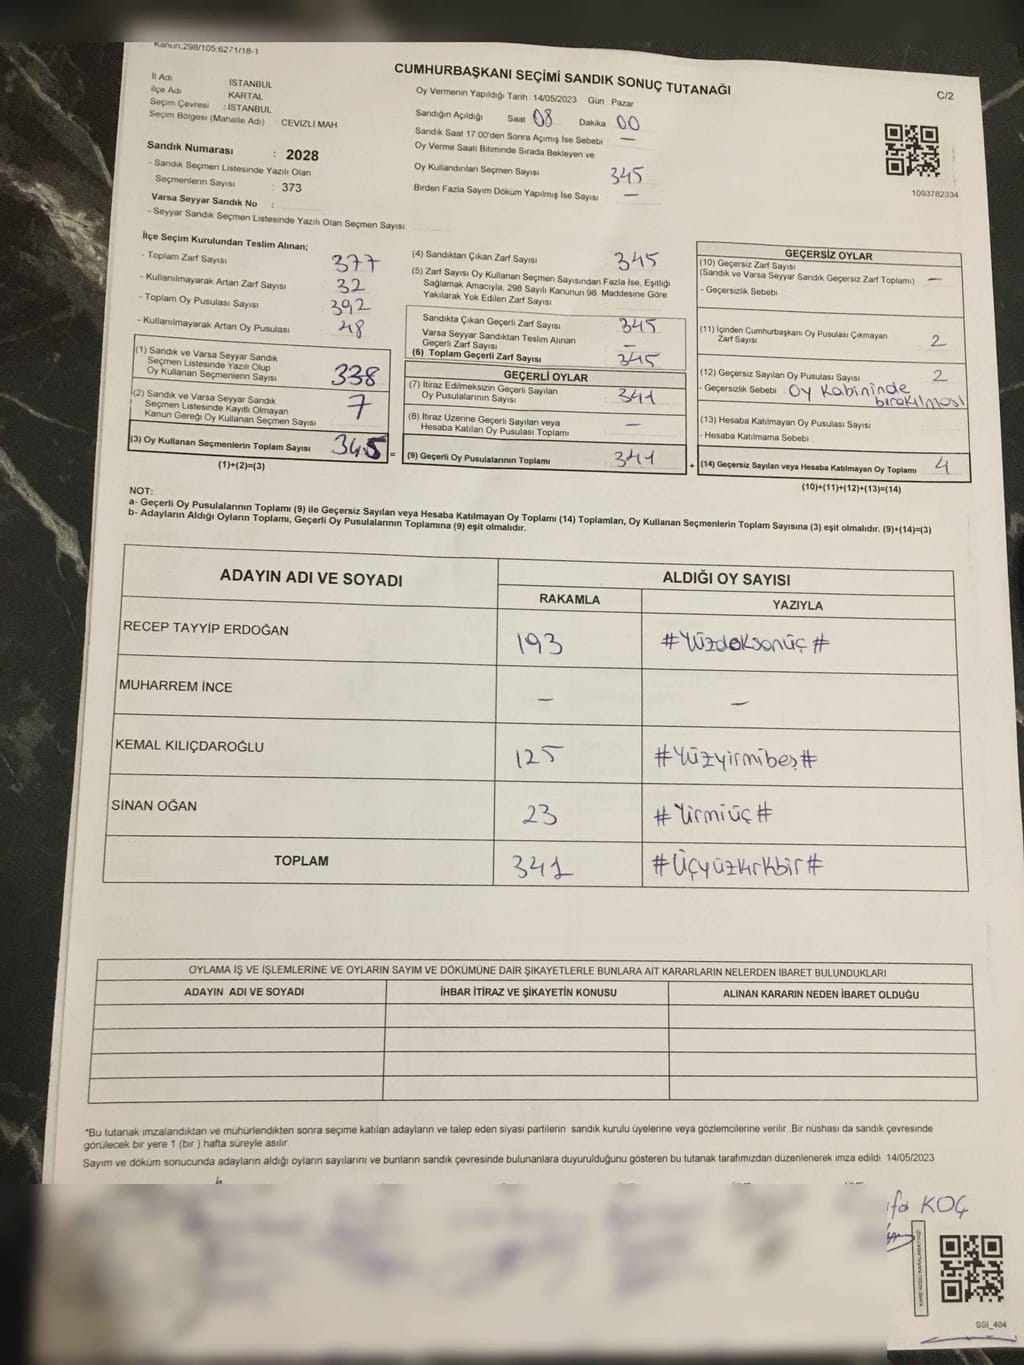 Kanun;298/105;6271/18-1
CUMHURBAŞKANI SEÇİMİ SANDIK SONUÇ TUTANAĞI
C/2
İl Adı İSTANBUL
İlçe Adı KARTAL
Seçim Çevresi : İSTANBUL
Seçim Bölgesi (Mahalle Adı) CEVIZLI MAH
Sandık Numarası : 2028
- Sandık Seçmen Listesinde Yazılı Olan
Seçmenlerin Sayısı : 373
Varsa Seyyar Sandık No :
- Seyyar Sandık Seçmen Listesinde Yazılı Olan Seçmen Sayısı:
Oy Vermenin Yapıldığı Tarih 14/05/2023 Gün Pazar
Sandığın Açıldığı Saat 08 Dakika 00
Sandık Saat 17:00'den Sonra Açımış İse Sebebi —
Oy Verme Saati Bitiminde Sırada Bekleyen ve
Oy Kullandırılan Seçmen Sayısı 345
Birden Fazla Sayım Döküm Yapılmış İse Sayısı —
1093782334
İlçe Seçim Kurulundan Teslim Alınan;
- Toplam Zarf Sayısı 377
- Kullanılmayarak Artan Zarf Sayısı 32
- Toplam Oy Pusulası Sayısı 392
- Kullanılmayarak Artan Oy Pusulası 48
(1) Sandık ve Varsa Seyyar Sandık
Seçmen Listesinde Yazılı Olup
Oy Kullanan Seçmenlerin Sayısı 338
(2) Sandık ve Varsa Seyyar Sandık
Seçmen Listesinde Kayıtlı Olmayan
Kanun Gereği Oy Kullanan Seçmen Sayısı 7
(3) Oy Kullanan Seçmenlerin Toplam Sayısı 345 =
(1)+(2)=(3)
(4) Sandıktan Çıkan Zarf Sayısı 345
(5) Zarf Sayısı Oy Kullanan Seçmen Sayısından Fazla İse, Eşitliği
Sağlamak Amacıyla, 298 Sayılı Kanunun 98. Maddesine Göre
Yakılarak Yok Edilen Zarf Sayısı
Sandıkta Çıkan Geçerli Zarf Sayısı 345
Varsa Seyyar Sandıktan Teslim Alınan
Geçerli Zarf Sayısı —
(6) Toplam Geçerli Zarf Sayısı 345
GEÇERLİ OYLAR
(7) İtiraz Edilmeksizin Geçerli Sayılan
Oy Pusulalarının Sayısı 341
(8) İtiraz Üzerine Geçerli Sayılan veya
Hesaba Katılan Oy Pusulası Toplamı —
(9) Geçerli Oy Pusulalarının Toplamı 341 +
GEÇERSİZ OYLAR
(10) Geçersiz Zarf Sayısı
(Sandık ve Varsa Seyyar Sandık Geçersiz Zarf Toplamı) —
- Geçersizlik Sebebi
(11) İçinden Cumhurbaşkanı Oy Pusulası Çıkmayan
Zarf Sayısı 2
(12) Geçersiz Sayılan Oy Pusulası Sayısı 2
- Geçersizlik Sebebi Oy Kabininde
bırakılması
(13) Hesaba Katılmayan Oy Pusulası Sayısı
- Hesaba Katılmama Sebebi
(14) Geçersiz Sayılan veya Hesaba Katılmayan Oy Toplamı 4
(10)+(11)+(12)+(13)=(14)
NOT:
a- Geçerli Oy Pusulaları (9) ile Geçersiz Sayılan veya Hesaba Katılmayan Oy Toplamı (14) Toplamları, Oy Kullanan Seçmenlerin Toplam Sayısına (3) eşit olmalıdır. (9)+(14)=(3)
b- Adayların Aldığı Oyların Toplamı, Geçerli Oy Pusulalarının Toplamına (9) eşit olmalıdır.
ADAYIN ADI VE SOYADI ALDIĞI OY SAYISI
RAKAMLA YAZIYLA
RECEP TAYYİP ERDOĞAN 193 #Yüzdoksonüç#
MUHARREM İNCE — —
KEMAL KILIÇDAROĞLU 125 #Yüzyirmibeş#
SİNAN OĞAN 23 #Yirmiüç#
TOPLAM 341 #Üçyüzkırkbir#
OYLAMA İŞ VE İŞLEMLERİNE VE OYLARIN SAYIM VE DÖKÜMÜNE DAİR ŞİKAYETLERLE BUNLARA AİT KARARLARIN NELERDEN İBARET BULUNDUKLARI
ADAYIN ADI VE SOYADI İHBAR İTİRAZ VE ŞİKAYETİN KONUSU ALINAN KARARIN NEDEN İBARET OLDUĞU
*Bu tutanak imzalandıktan ve mühürlendikten sonra seçime katılan adayların ve talep eden siyasi partilerin sandık kurulu üyelerine veya gözlemcilerine verilir. Bir nüshası da sandık çevresinde
görülecek bir yere 1 (bir ) hafta süreyle asılır.
Sayım ve döküm sonucunda adayların aldığı oyların sayılarını ve bunların sandık çevresinde bulunanlara duyurulduğunu gösteren bu tutanak tarafımızdan düzenlenerek imza edildi. 14/05/2023
KOÇ
SSI_404